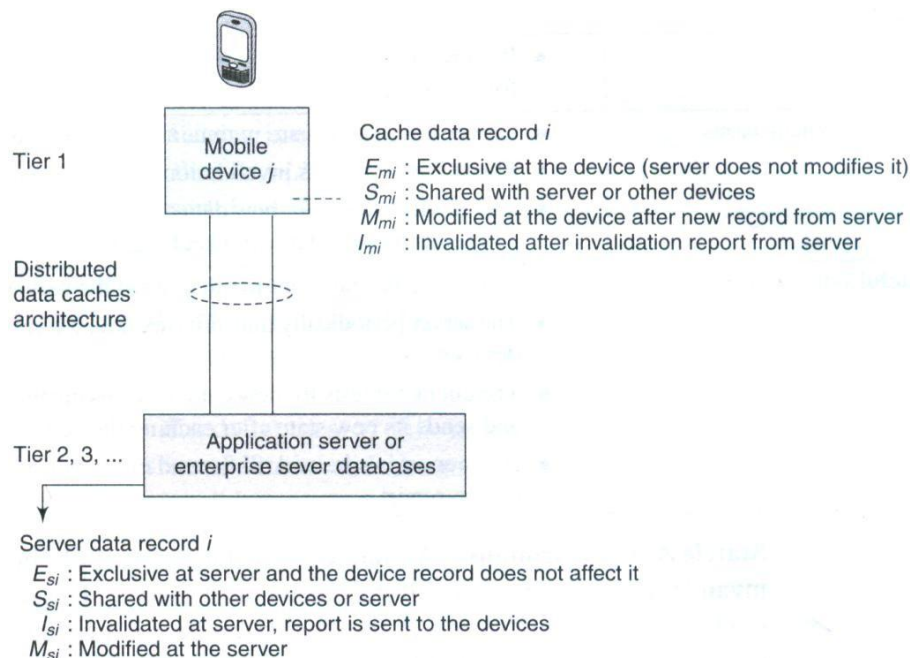 Tier 1
Mobile
device j
Cache data record i
E_mi : Exclusive at the device (server does not modifies it)
S_mi : Shared with server or other devices
M_mi : Modified at the device after new record from server
I_mi : Invalidated after invalidation report from server
Distributed
data caches
architecture
Tier 2, 3, ...
Application server or
enterprise sever databases
Server data record i
E_si : Exclusive at server and the device record does not affect it
S_si : Shared with other devices or server
I_si : Invalidated at server, report is sent to the devices
M_si : Modified at the server